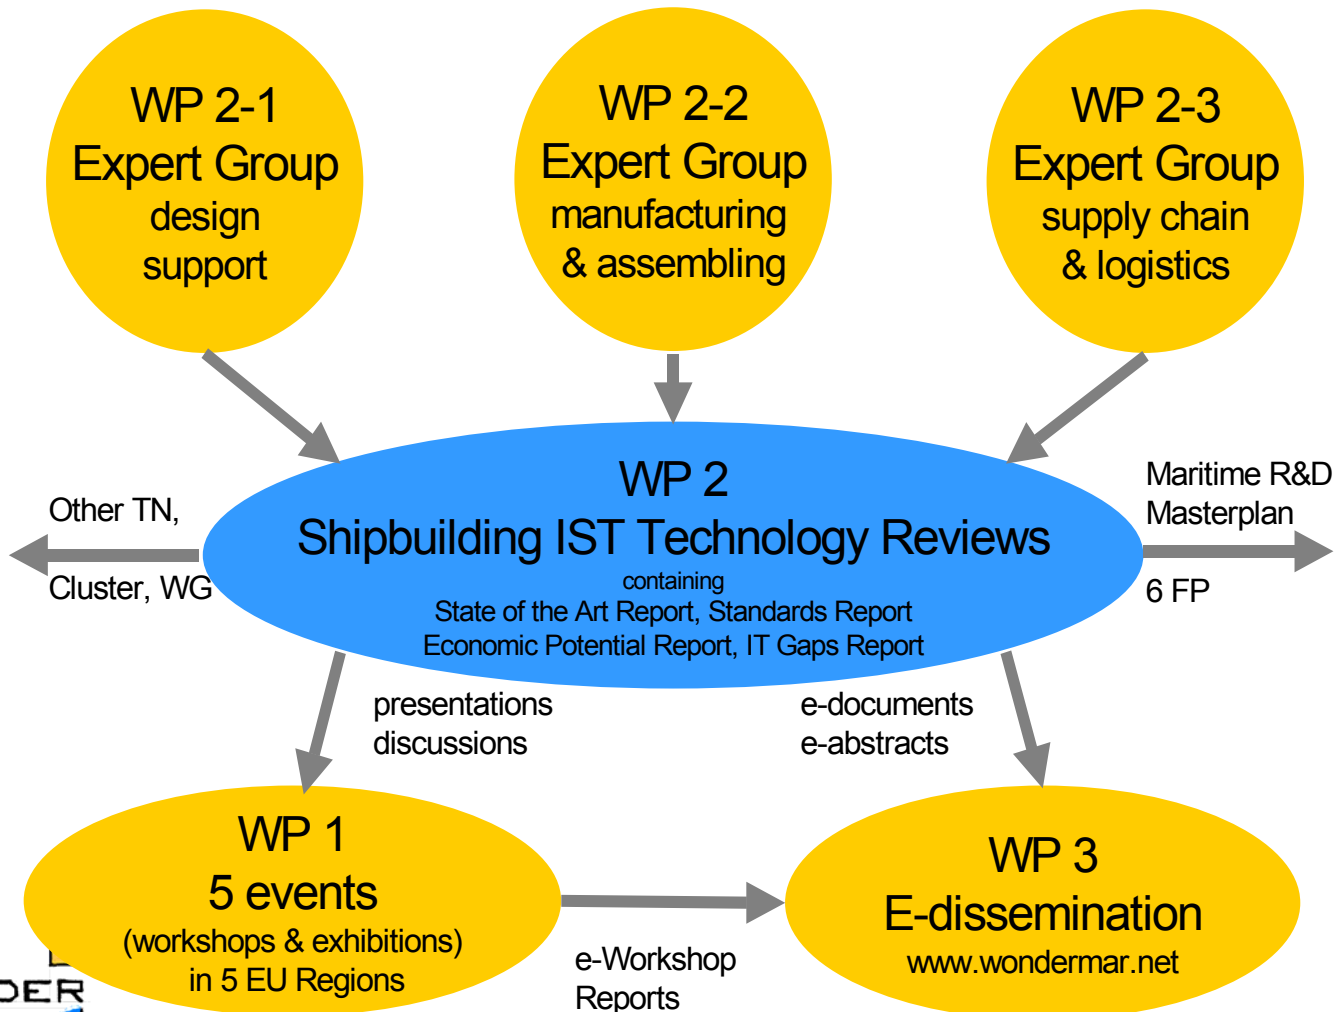 WP 2-1
Expert Group
design
support
WP 2-2
Expert Group
manufacturing
& assembling
WP 2-3
Expert Group
supply chain
& logistics
WP 2
Shipbuilding IST Technology Reviews
containing
State of the Art Report, Standards Report
Economic Potential Report, IT Gaps Report
Other TN,
Cluster, WG
Maritime R&D
Masterplan
6 FP
presentations
discussions
e-documents
e-abstracts
WP 1
5 events
(workshops & exhibitions)
in 5 EU Regions
e-Workshop
Reports
WP 3
E-dissemination
www.wondermar.net
DER